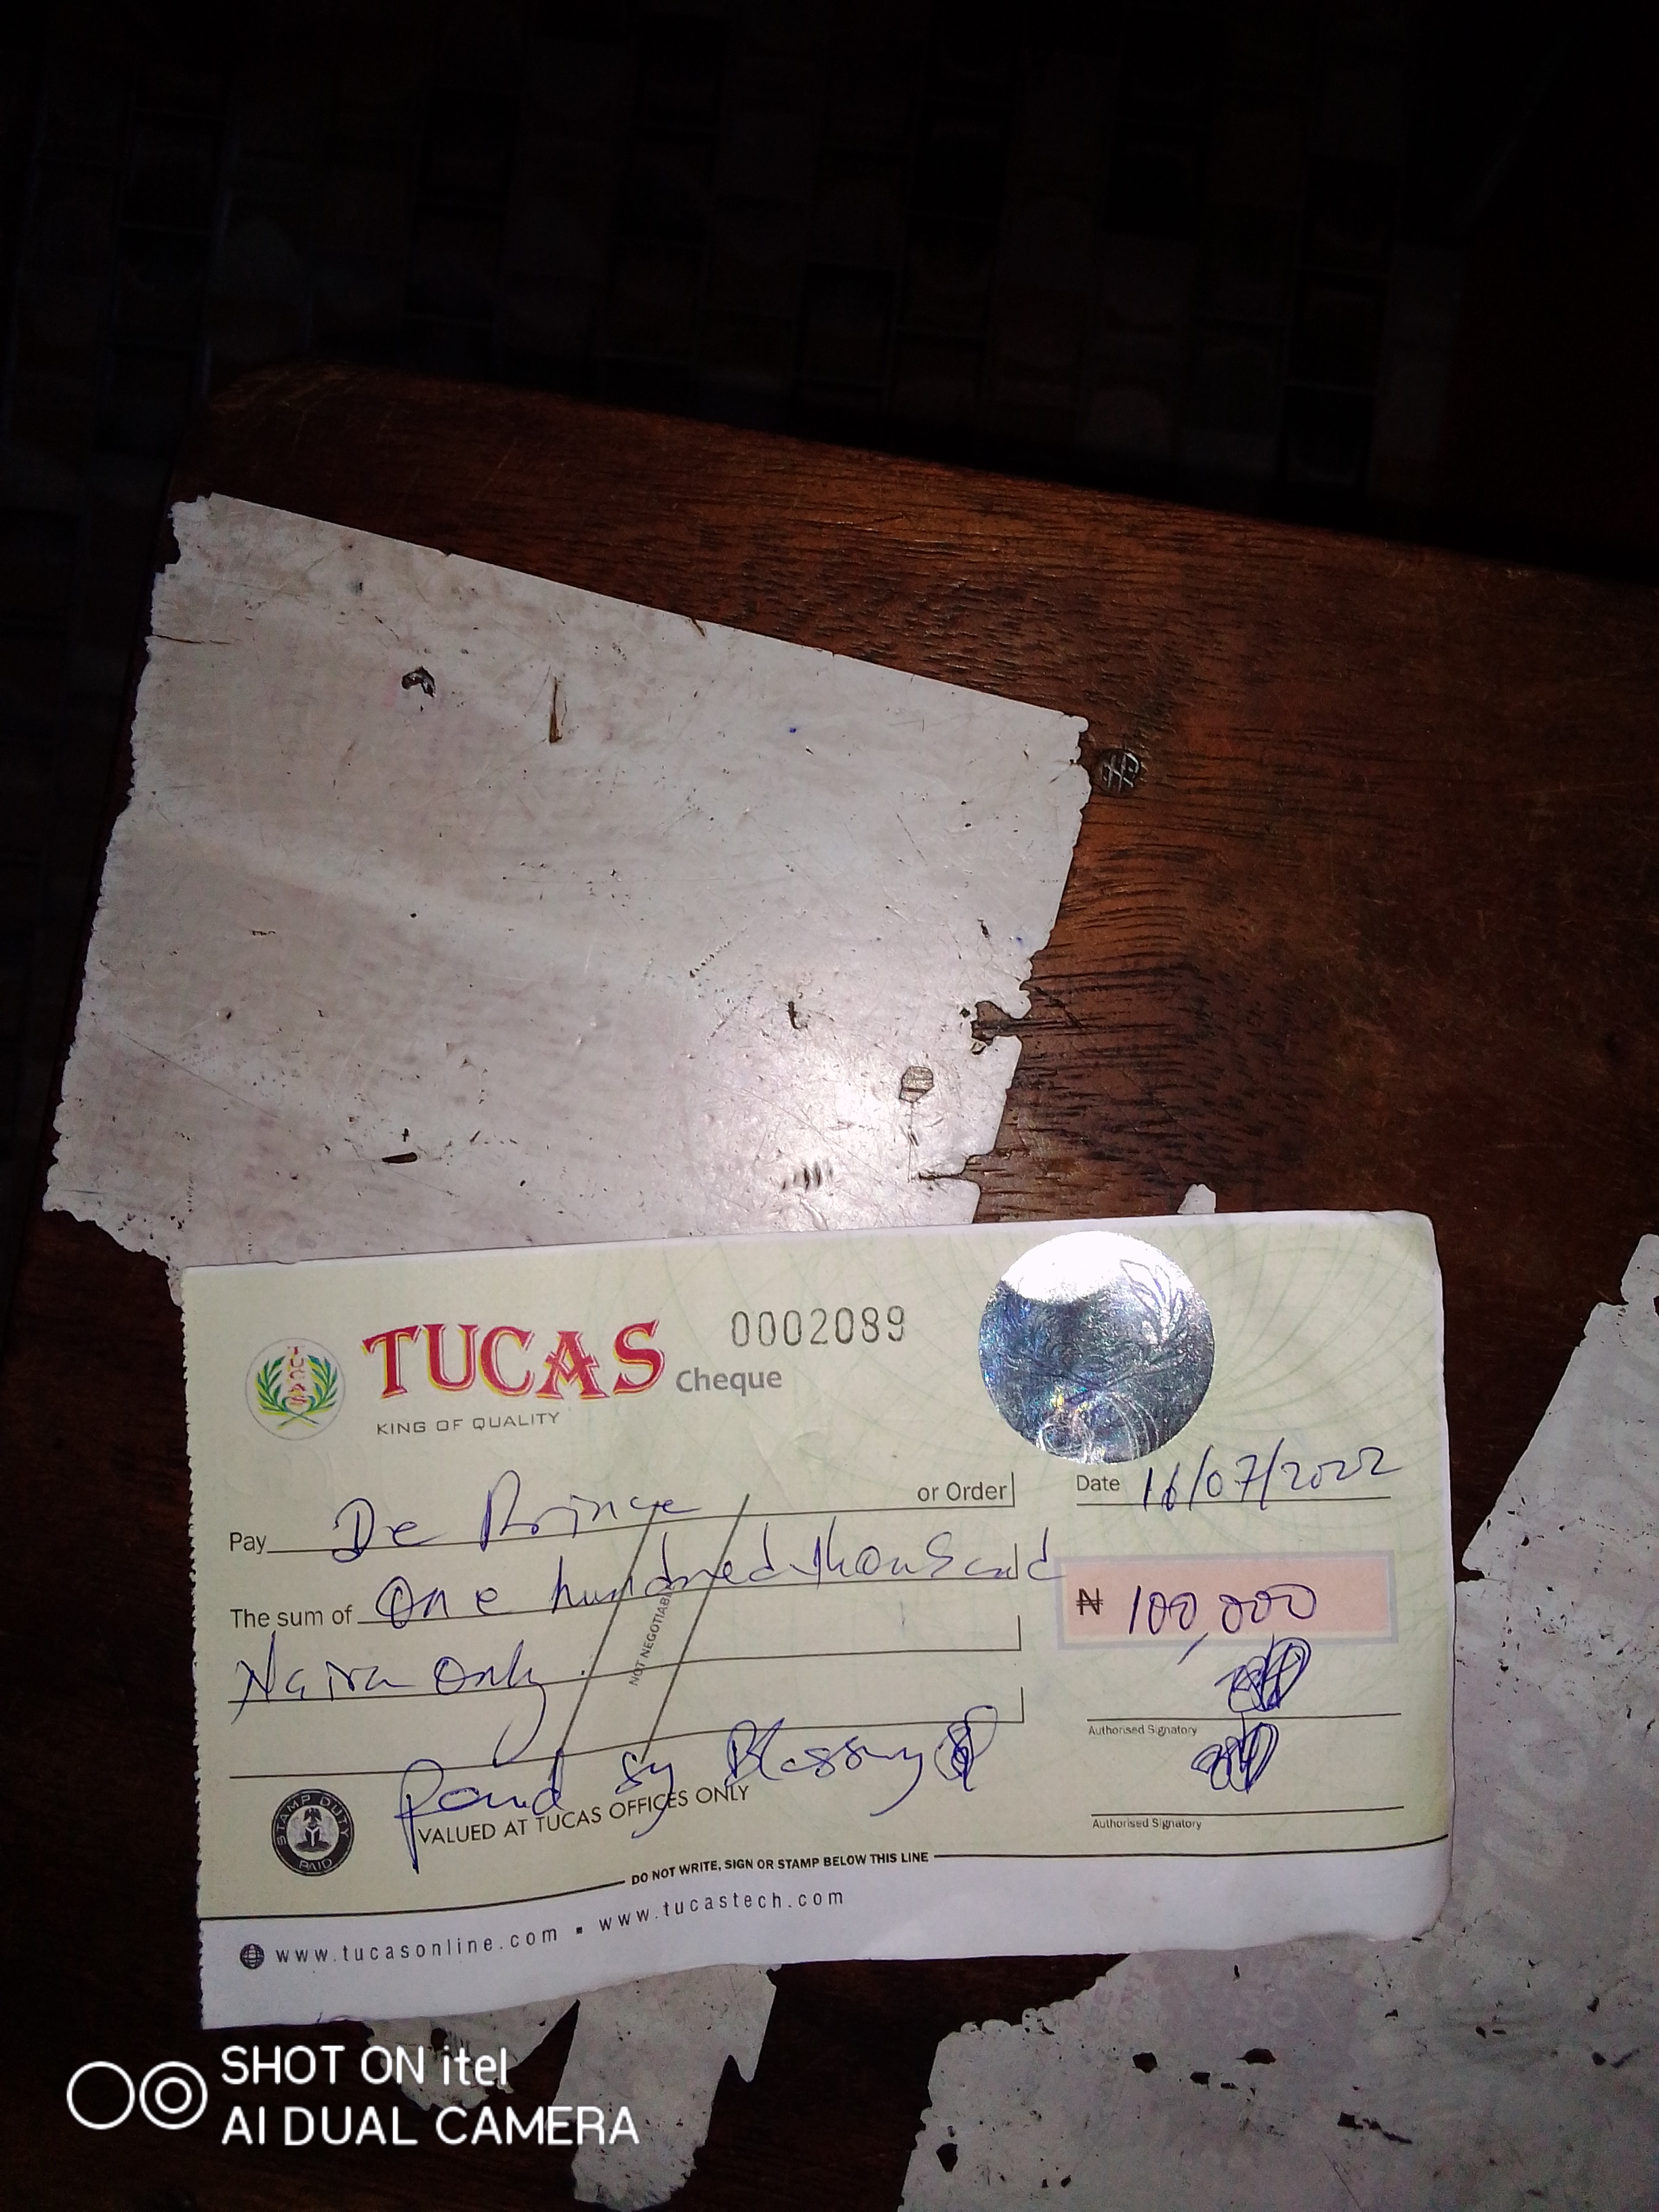 TUCAS Cheque 0002089
TUCAS
KING OF QUALITY
Pay De Prince or Order
Date 16/07/2022
The sum of One hundred thousand
₦ 100,000
Naira Only.
NOT NEGOTIABLE
Authorised Signatory
Blessing
VALUED AT TUCAS OFFICES ONLY
Authorised Signatory
STAMP DUTY
PAID
DO NOT WRITE, SIGN OR STAMP BELOW THIS LINE
www.tucasonline.com ▪ www.tucastech.com
SHOT ON itel
AI DUAL CAMERA